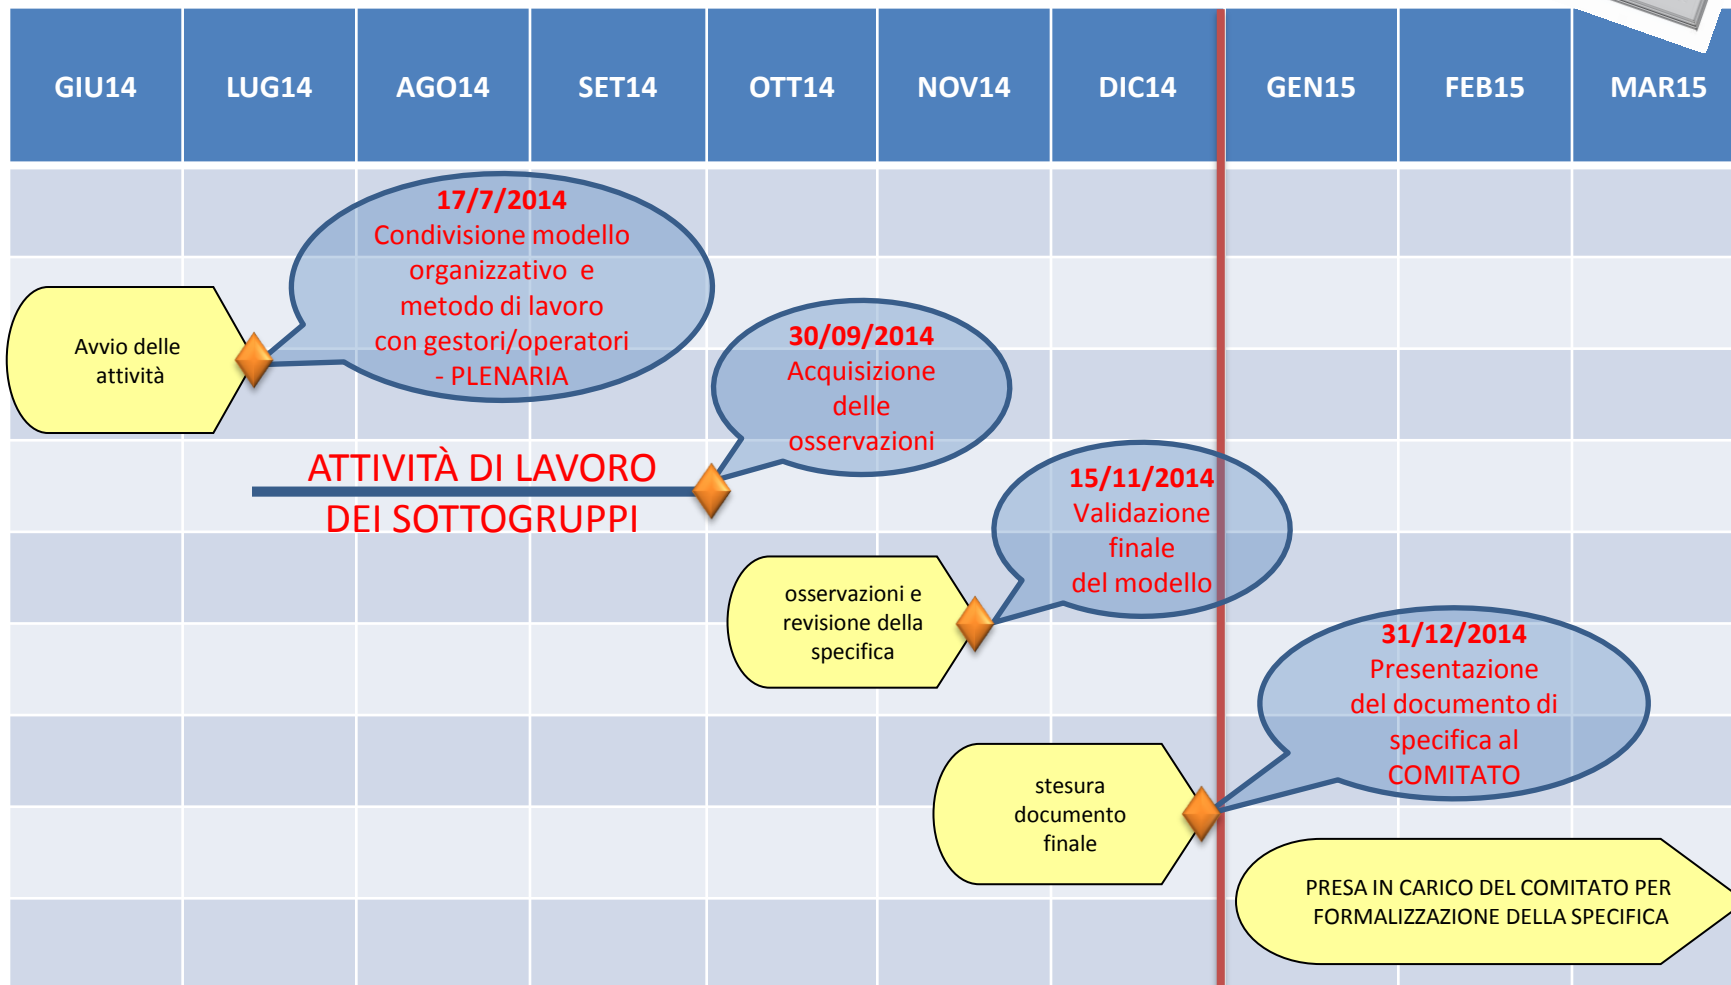 GIU14 LUG14 AGO14 SET14 OTT14 NOV14 DIC14 GEN15 FEB15 MAR15
17/7/2014
Condivisione modello
organizzativo e
metodo di lavoro
con gestori/operatori
- PLENARIA
Avvio delle
attività
30/09/2014
Acquisizione
delle
osservazioni
ATTIVITÀ DI LAVORO
DEI SOTTOGRUPPI
15/11/2014
Validazione
finale
del modello
osservazioni e
revisione della
specifica
31/12/2014
Presentazione
del documento di
specifica al
COMITATO
stesura
documento
finale
PRESA IN CARICO DEL COMITATO PER
FORMALIZZAZIONE DELLA SPECIFICA